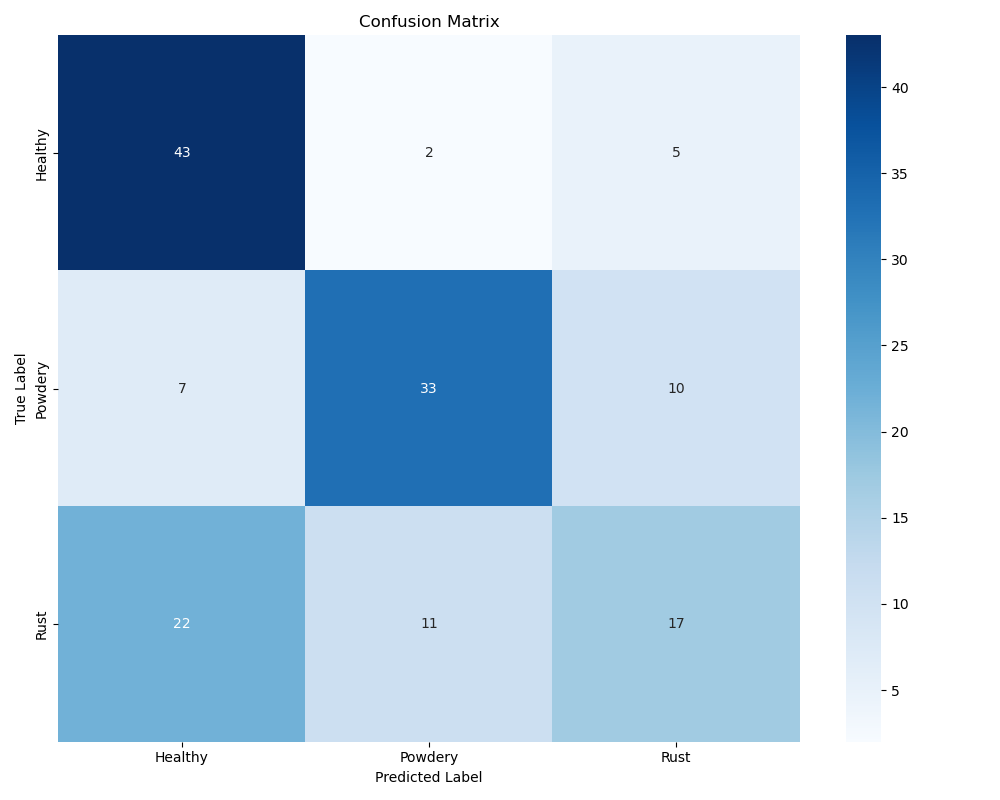 Confusion Matrix
True Label
Healthy
Powdery
Rust
43 2 5
7 33 10
22 11 17
Healthy Powdery Rust
Predicted Label
40
35
30
25
20
15
10
5